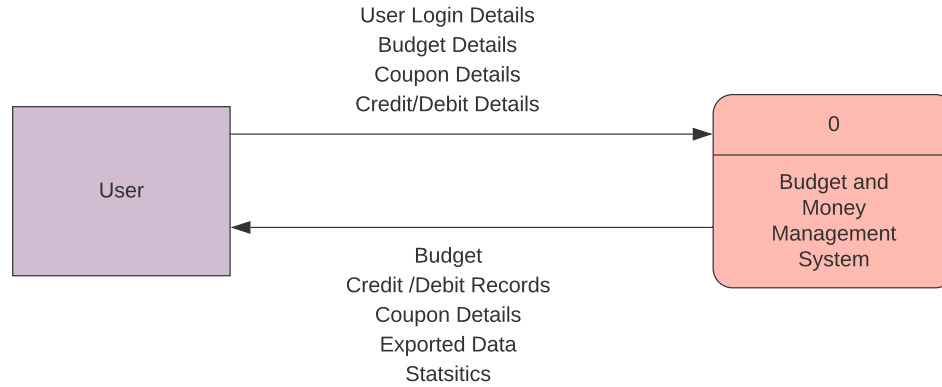 User Login Details
Budget Details
Coupon Details
Credit/Debit Details
User
0
Budget and
Money
Management
System
Budget
Credit /Debit Records
Coupon Details
Exported Data
Statsitics